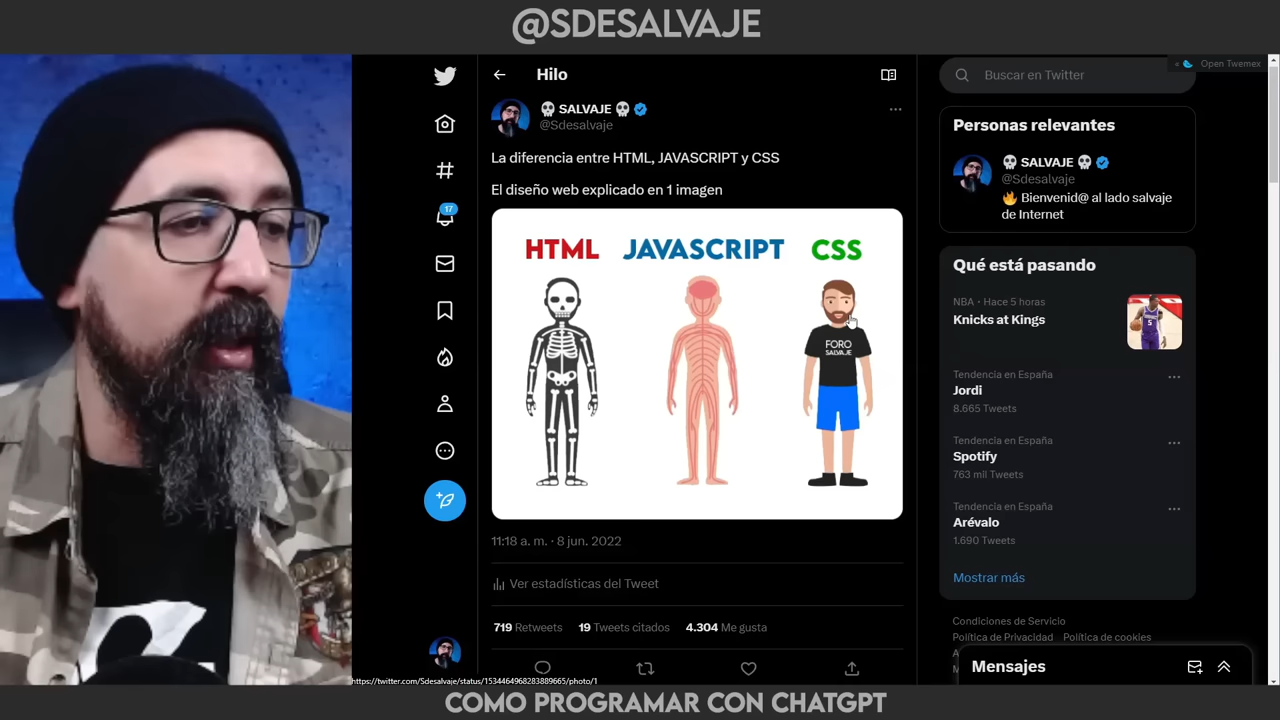 @SDESALVAJE
Open Twemex
Hilo
Buscar en Twitter
SALVAJE
@Sdesalvaje
La diferencia entre HTML, JAVASCRIPT y CSS
El diseño web explicado en 1 imagen
HTML JAVASCRIPT CSS
FORO
SALVAJE
11:18 a. m. · 8 jun. 2022
Ver estadísticas del Tweet
719 Retweets 19 Tweets citados 4.304 Me gusta
17
Personas relevantes
SALVAJE
@Sdesalvaje
🔥 Bienvenid@ al lado salvaje
de Internet
Qué está pasando
NBA · Hace 5 horas
Knicks at Kings
Tendencia en España
Jordi
8.665 Tweets
Tendencia en España
Spotify
763 mil Tweets
Tendencia en España
Arévalo
1.690 Tweets
Mostrar más
Condiciones de Servicio
Política de Privacidad Política de cookies
Mensajes
https://twitter.com/Sdesalvaje/status/1534464968283889665/photo/1
COMO PROGRAMAR CON CHATGPT